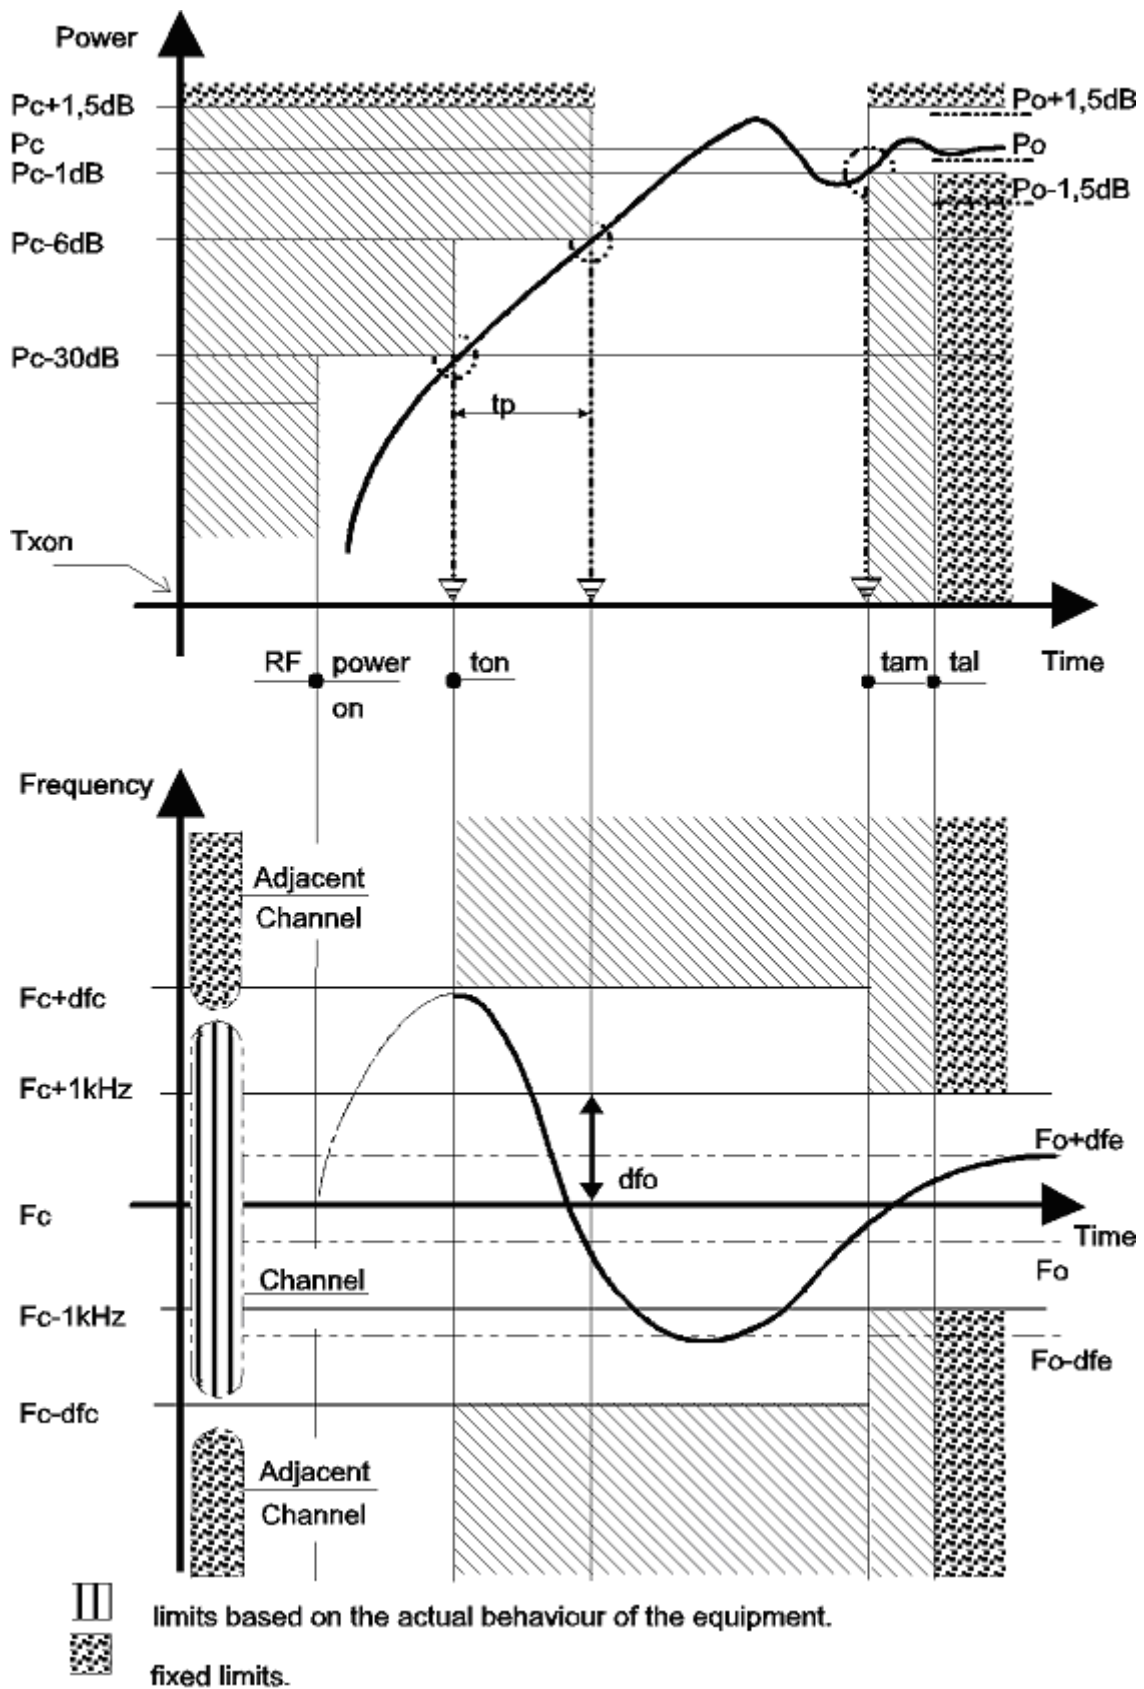 Power
Pc+1,5dB
Po+1,5dB
Pc
Po
Pc-1dB
Po-1,5dB
Pc-6dB
Pc-30dB
tp
Txon
RF power
on
ton
tam
tal
Time
Frequency
Adjacent
Channel
Fc+dfc
Fc+1kHz
Fo+dfe
dfo
Fc
Time
Fo
Channel
Fc-1kHz
Fo-dfe
Fc-dfc
Adjacent
Channel
limits based on the actual behaviour of the equipment.
fixed limits.